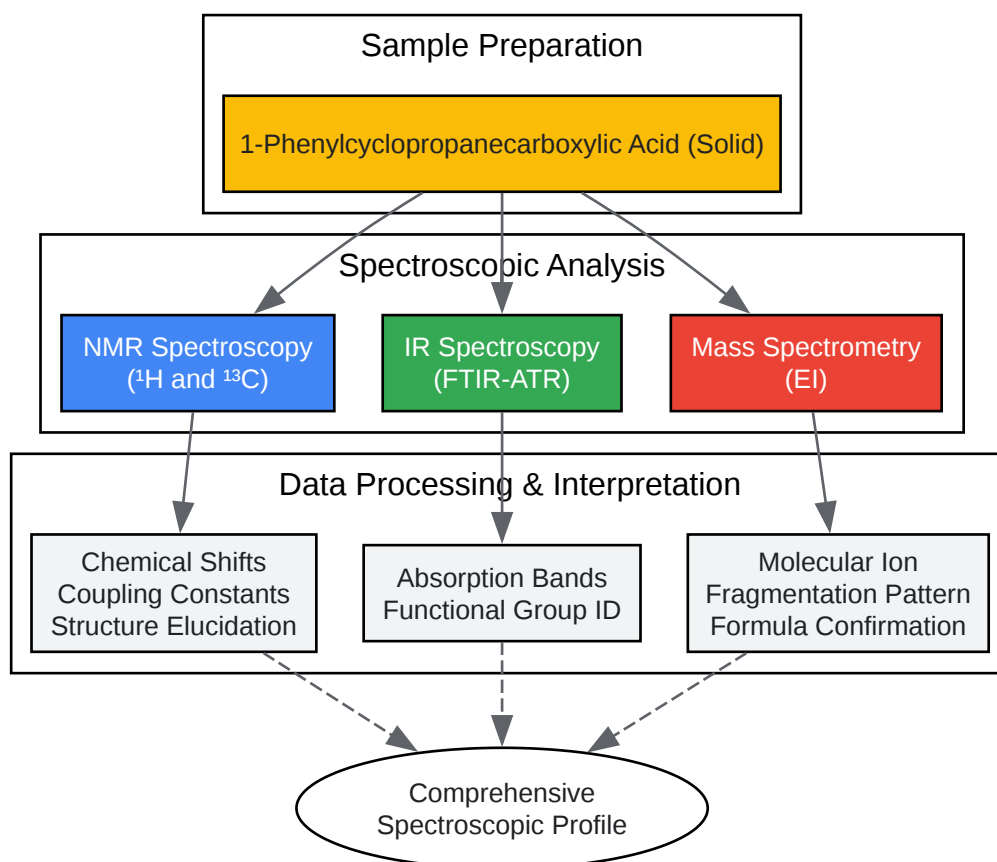 Sample Preparation
1-Phenylcyclopropanecarboxylic Acid (Solid)
Spectroscopic Analysis
NMR Spectroscopy
(¹H and ¹³C)
IR Spectroscopy
(FTIR-ATR)
Mass Spectrometry
(EI)
Data Processing & Interpretation
Chemical Shifts
Coupling Constants
Structure Elucidation
Absorption Bands
Functional Group ID
Molecular Ion
Fragmentation Pattern
Formula Confirmation
Comprehensive
Spectroscopic Profile